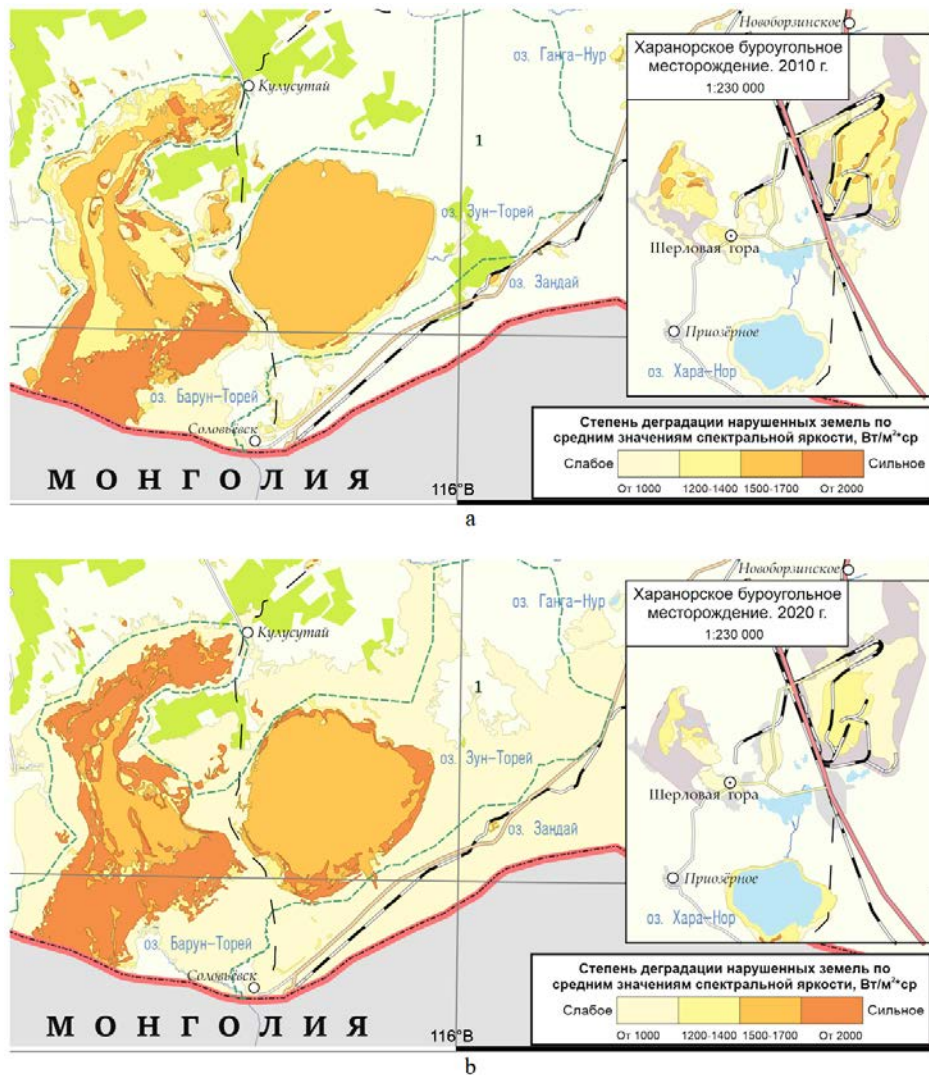 Новоборзинское
оз. Ганга-Нур
Харанорское буроугольное
месторождение. 2010 г.
1:230 000
Кулусутай
1
оз. Зун-Торей
Шерловая гора
оз. Зандай
Приозёрное
оз. Хара-Нор
оз. Барун-Торей
Соловьёвск
Степень деградации нарушенных земель по
средним значениям спектральной яркости, Вт/м²*ср
Слабое
Сильное
От 1000 1200-1400 1500-1700 От 2000
МОНГОЛИЯ
116°В
a
Новоборзинское
оз. Ганга-Нур
Харанорское буроугольное
месторождение. 2020 г.
1:230 000
Кулусутай
1
оз. Зун-Торей
Шерловая гора
оз. Зандай
Приозёрное
оз. Хара-Нор
оз. Барун-Торей
Соловьёвск
Степень деградации нарушенных земель по
средним значениям спектральной яркости, Вт/м²*ср
Слабое
Сильное
От 1000 1200-1400 1500-1700 От 2000
МОНГОЛИЯ
116°В
b